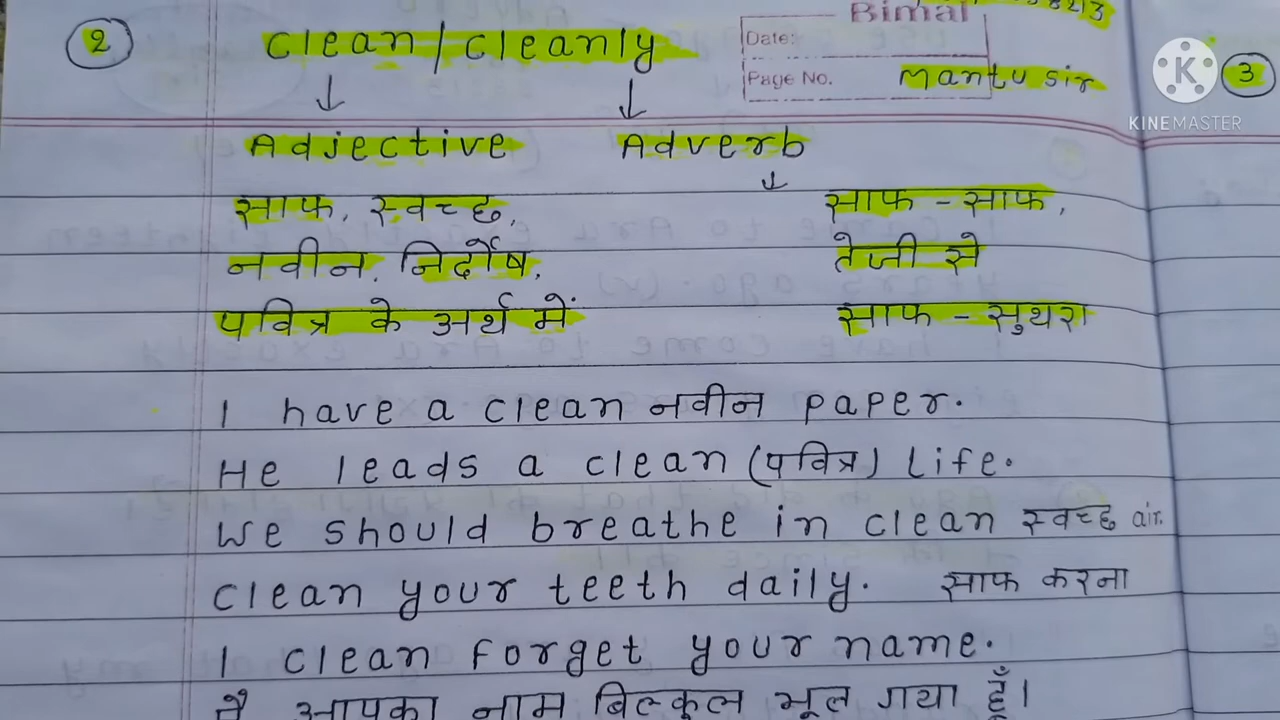 Bimal
8213
2 Clean/Cleanly
Date:
Page No. Mantu sir
KINEMASTER
3
Adjective Adverb
साफ, स्वच्छ, साफ-साफ,
नवीन, निर्दोष, तेजी से
पवित्र के अर्थ में साफ-सुथरा
I have a clean नवीन paper.
He leads a clean (पवित्र) life.
We should breathe in clean स्वच्छ air.
Clean your teeth daily. साफ करना
I clean forget your name.
मैं आपका नाम बिल्कुल भूल गया हूँ।